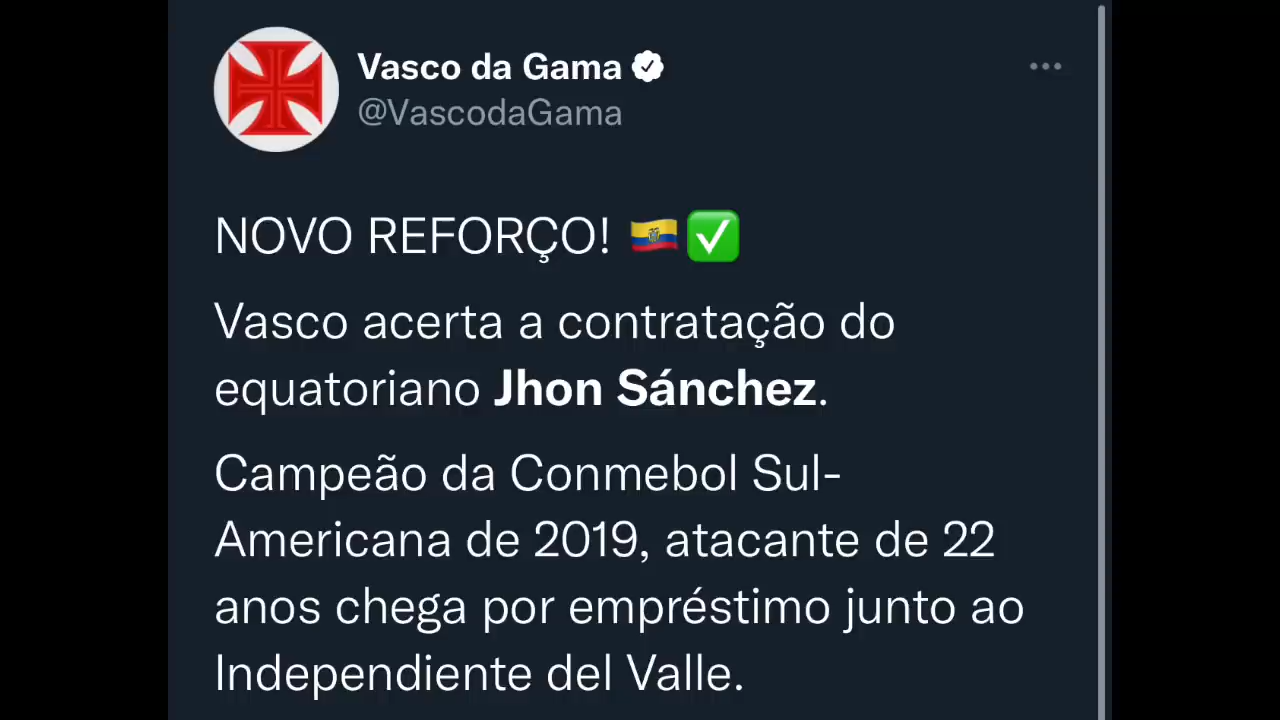 Vasco da Gama
@VascodaGama
NOVO REFORÇO! 🇪🇨✅
Vasco acerta a contratação do
equatoriano Jhon Sánchez.
Campeão da Conmebol Sul-
Americana de 2019, atacante de 22
anos chega por empréstimo junto ao
Independiente del Valle.